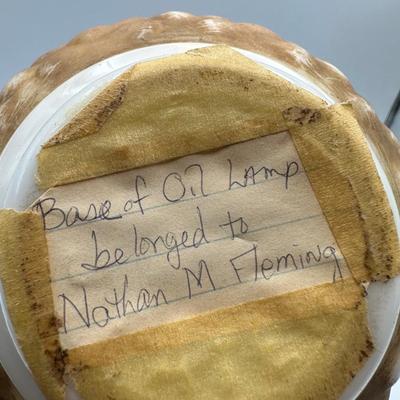 Base of Oil Lamp
belonged to
Nathan M. Fleming